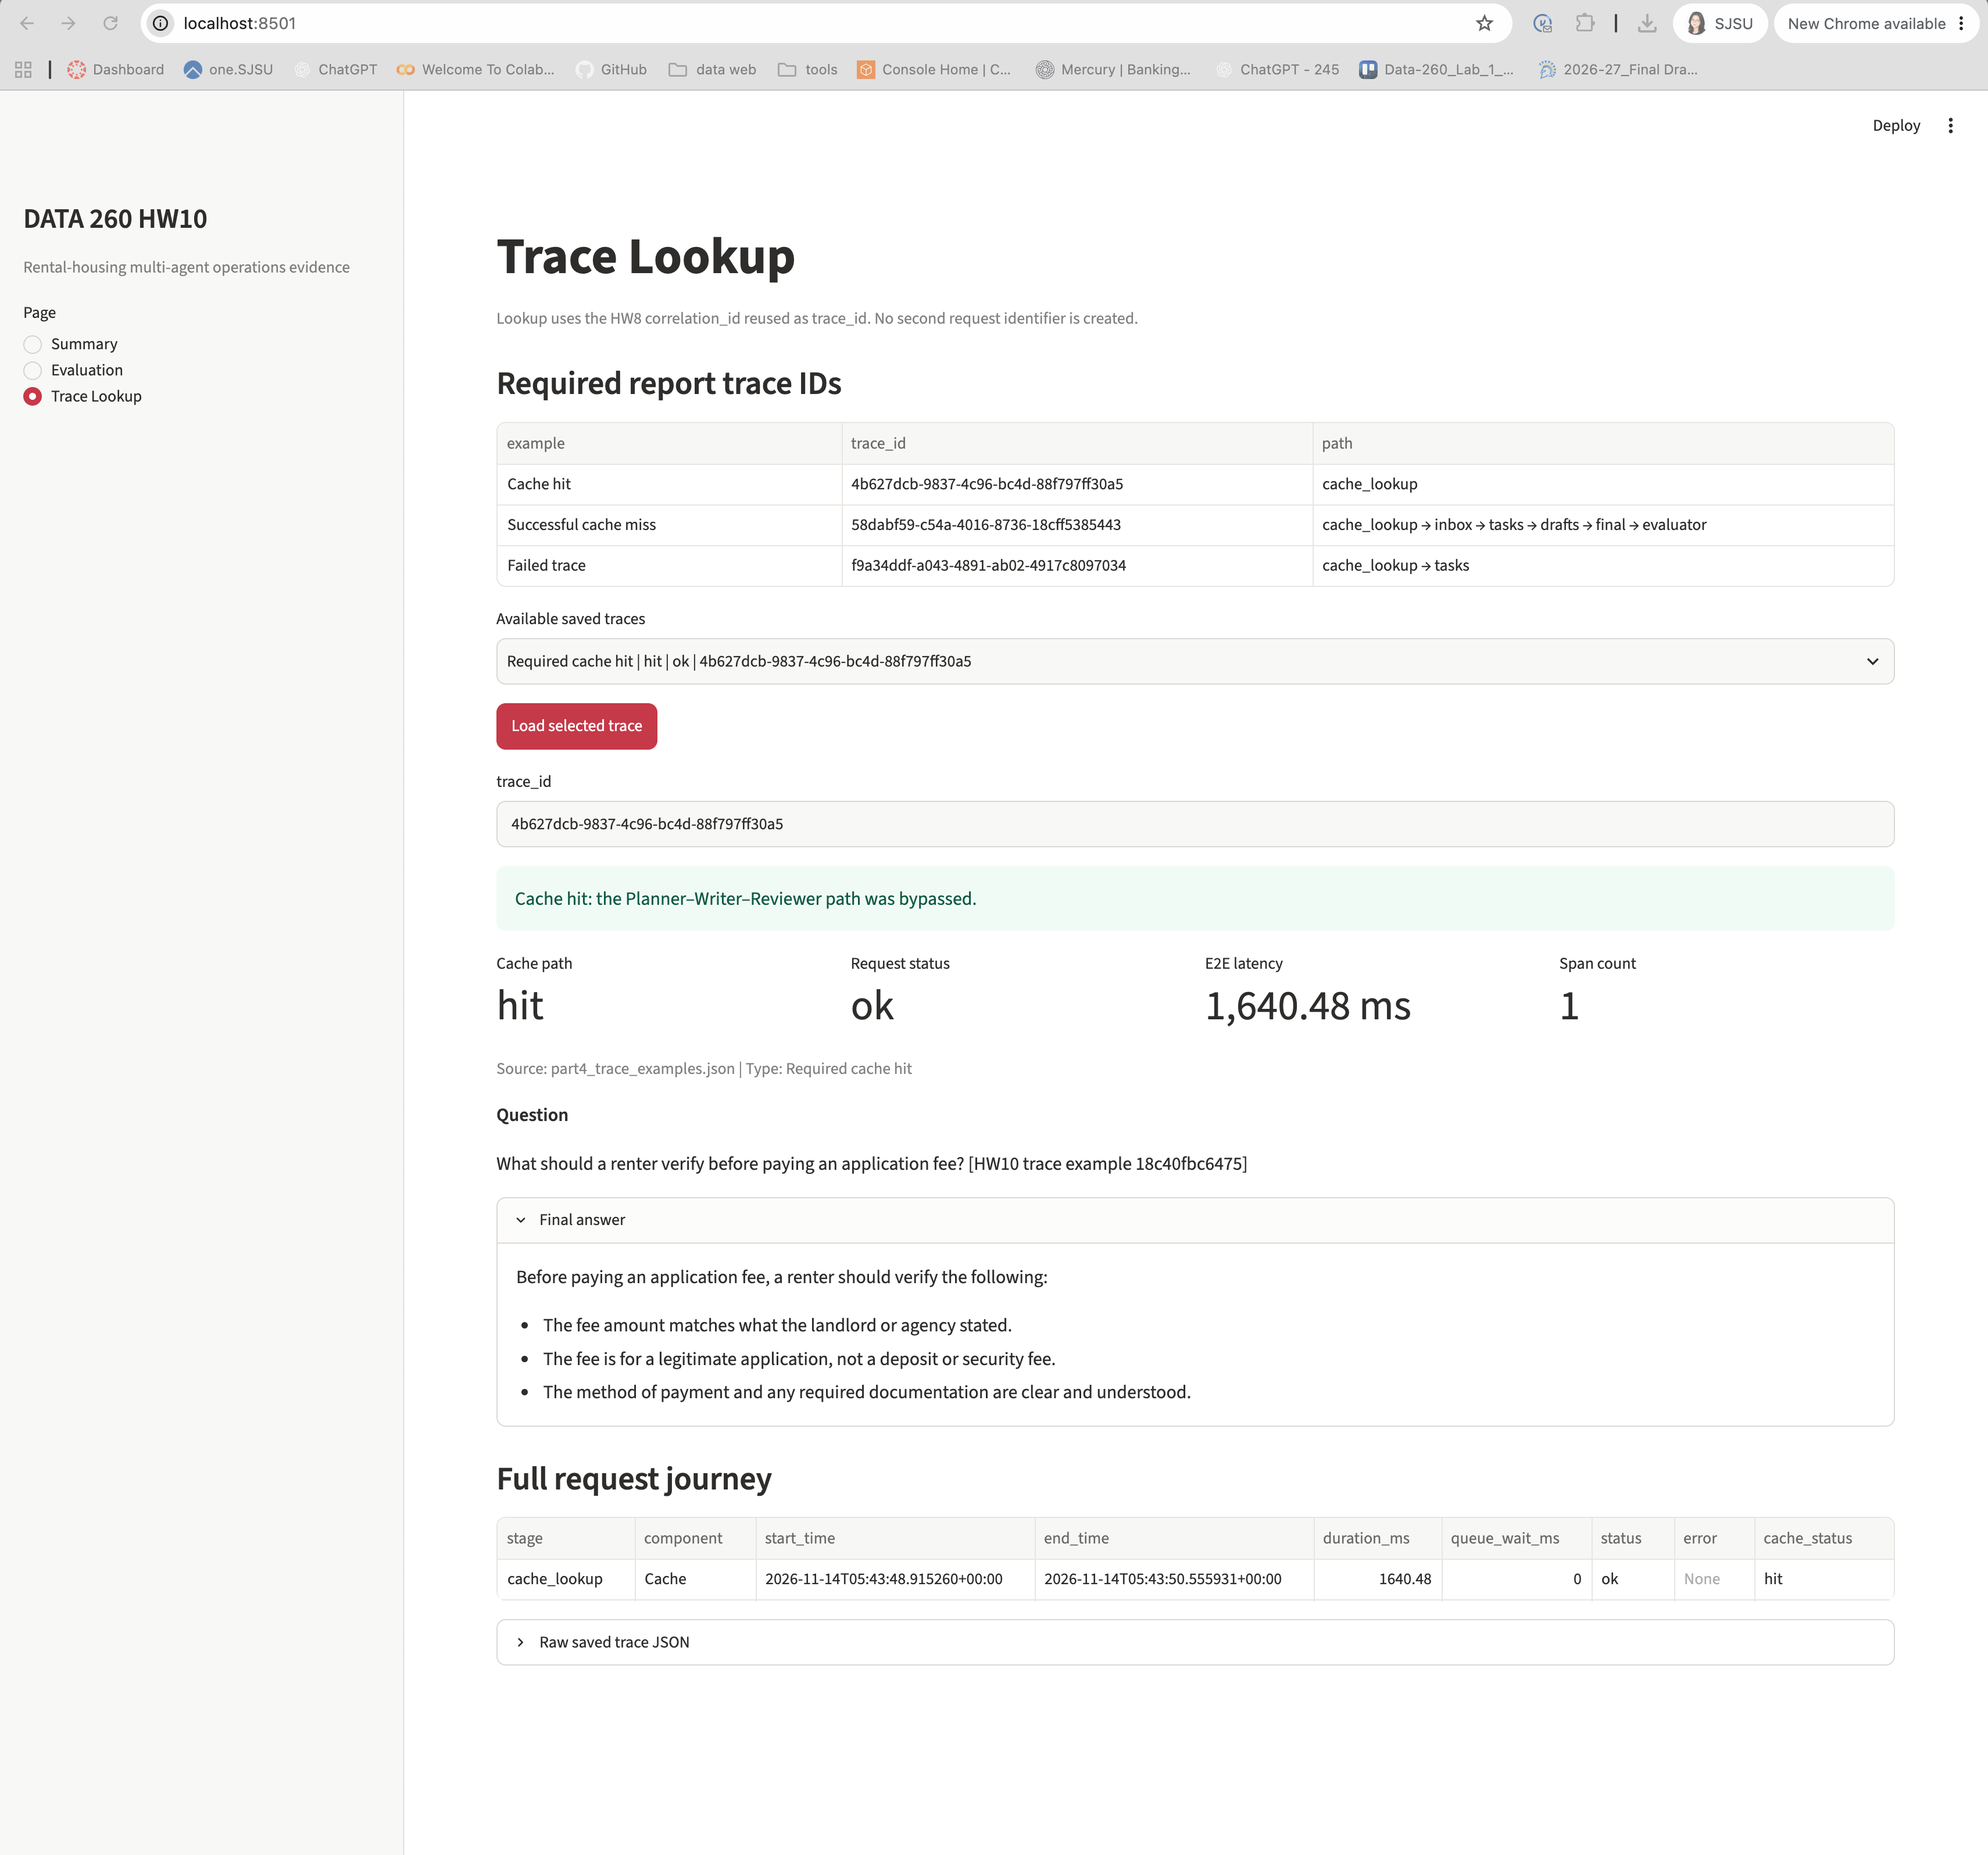 localhost:8501
SJSU
New Chrome available
Dashboard
one.SJSU
ChatGPT
Welcome To Colab...
GitHub
data web
tools
Console Home | C...
Mercury | Banking...
ChatGPT - 245
Data-260_Lab_1_...
2026-27_Final Dra...
Deploy
DATA 260 HW10
Rental-housing multi-agent operations evidence
Page
Summary
Evaluation
Trace Lookup
Trace Lookup
Lookup uses the HW8 correlation_id reused as trace_id. No second request identifier is created.
Required report trace IDs
example trace_id path
Cache hit 4b627dcb-9837-4c96-bc4d-88f797ff30a5 cache_lookup
Successful cache miss 58dabf59-c54a-4016-8736-18cff5385443 cache_lookup → inbox → tasks → drafts → final → evaluator
Failed trace f9a34ddf-a043-4891-ab02-4917c8097034 cache_lookup → tasks
Available saved traces
Required cache hit | hit | ok | 4b627dcb-9837-4c96-bc4d-88f797ff30a5
Load selected trace
trace_id
4b627dcb-9837-4c96-bc4d-88f797ff30a5
Cache hit: the Planner–Writer–Reviewer path was bypassed.
Cache path Request status E2E latency Span count
hit ok 1,640.48 ms 1
Source: part4_trace_examples.json | Type: Required cache hit
Question
What should a renter verify before paying an application fee? [HW10 trace example 18c40fbc6475]
Final answer
Before paying an application fee, a renter should verify the following:
• The fee amount matches what the landlord or agency stated.
• The fee is for a legitimate application, not a deposit or security fee.
• The method of payment and any required documentation are clear and understood.
Full request journey
stage component start_time end_time duration_ms queue_wait_ms status error cache_status
cache_lookup Cache 2026-11-14T05:43:48.915260+00:00 2026-11-14T05:43:50.555931+00:00 1640.48 0 ok None hit
Raw saved trace JSON